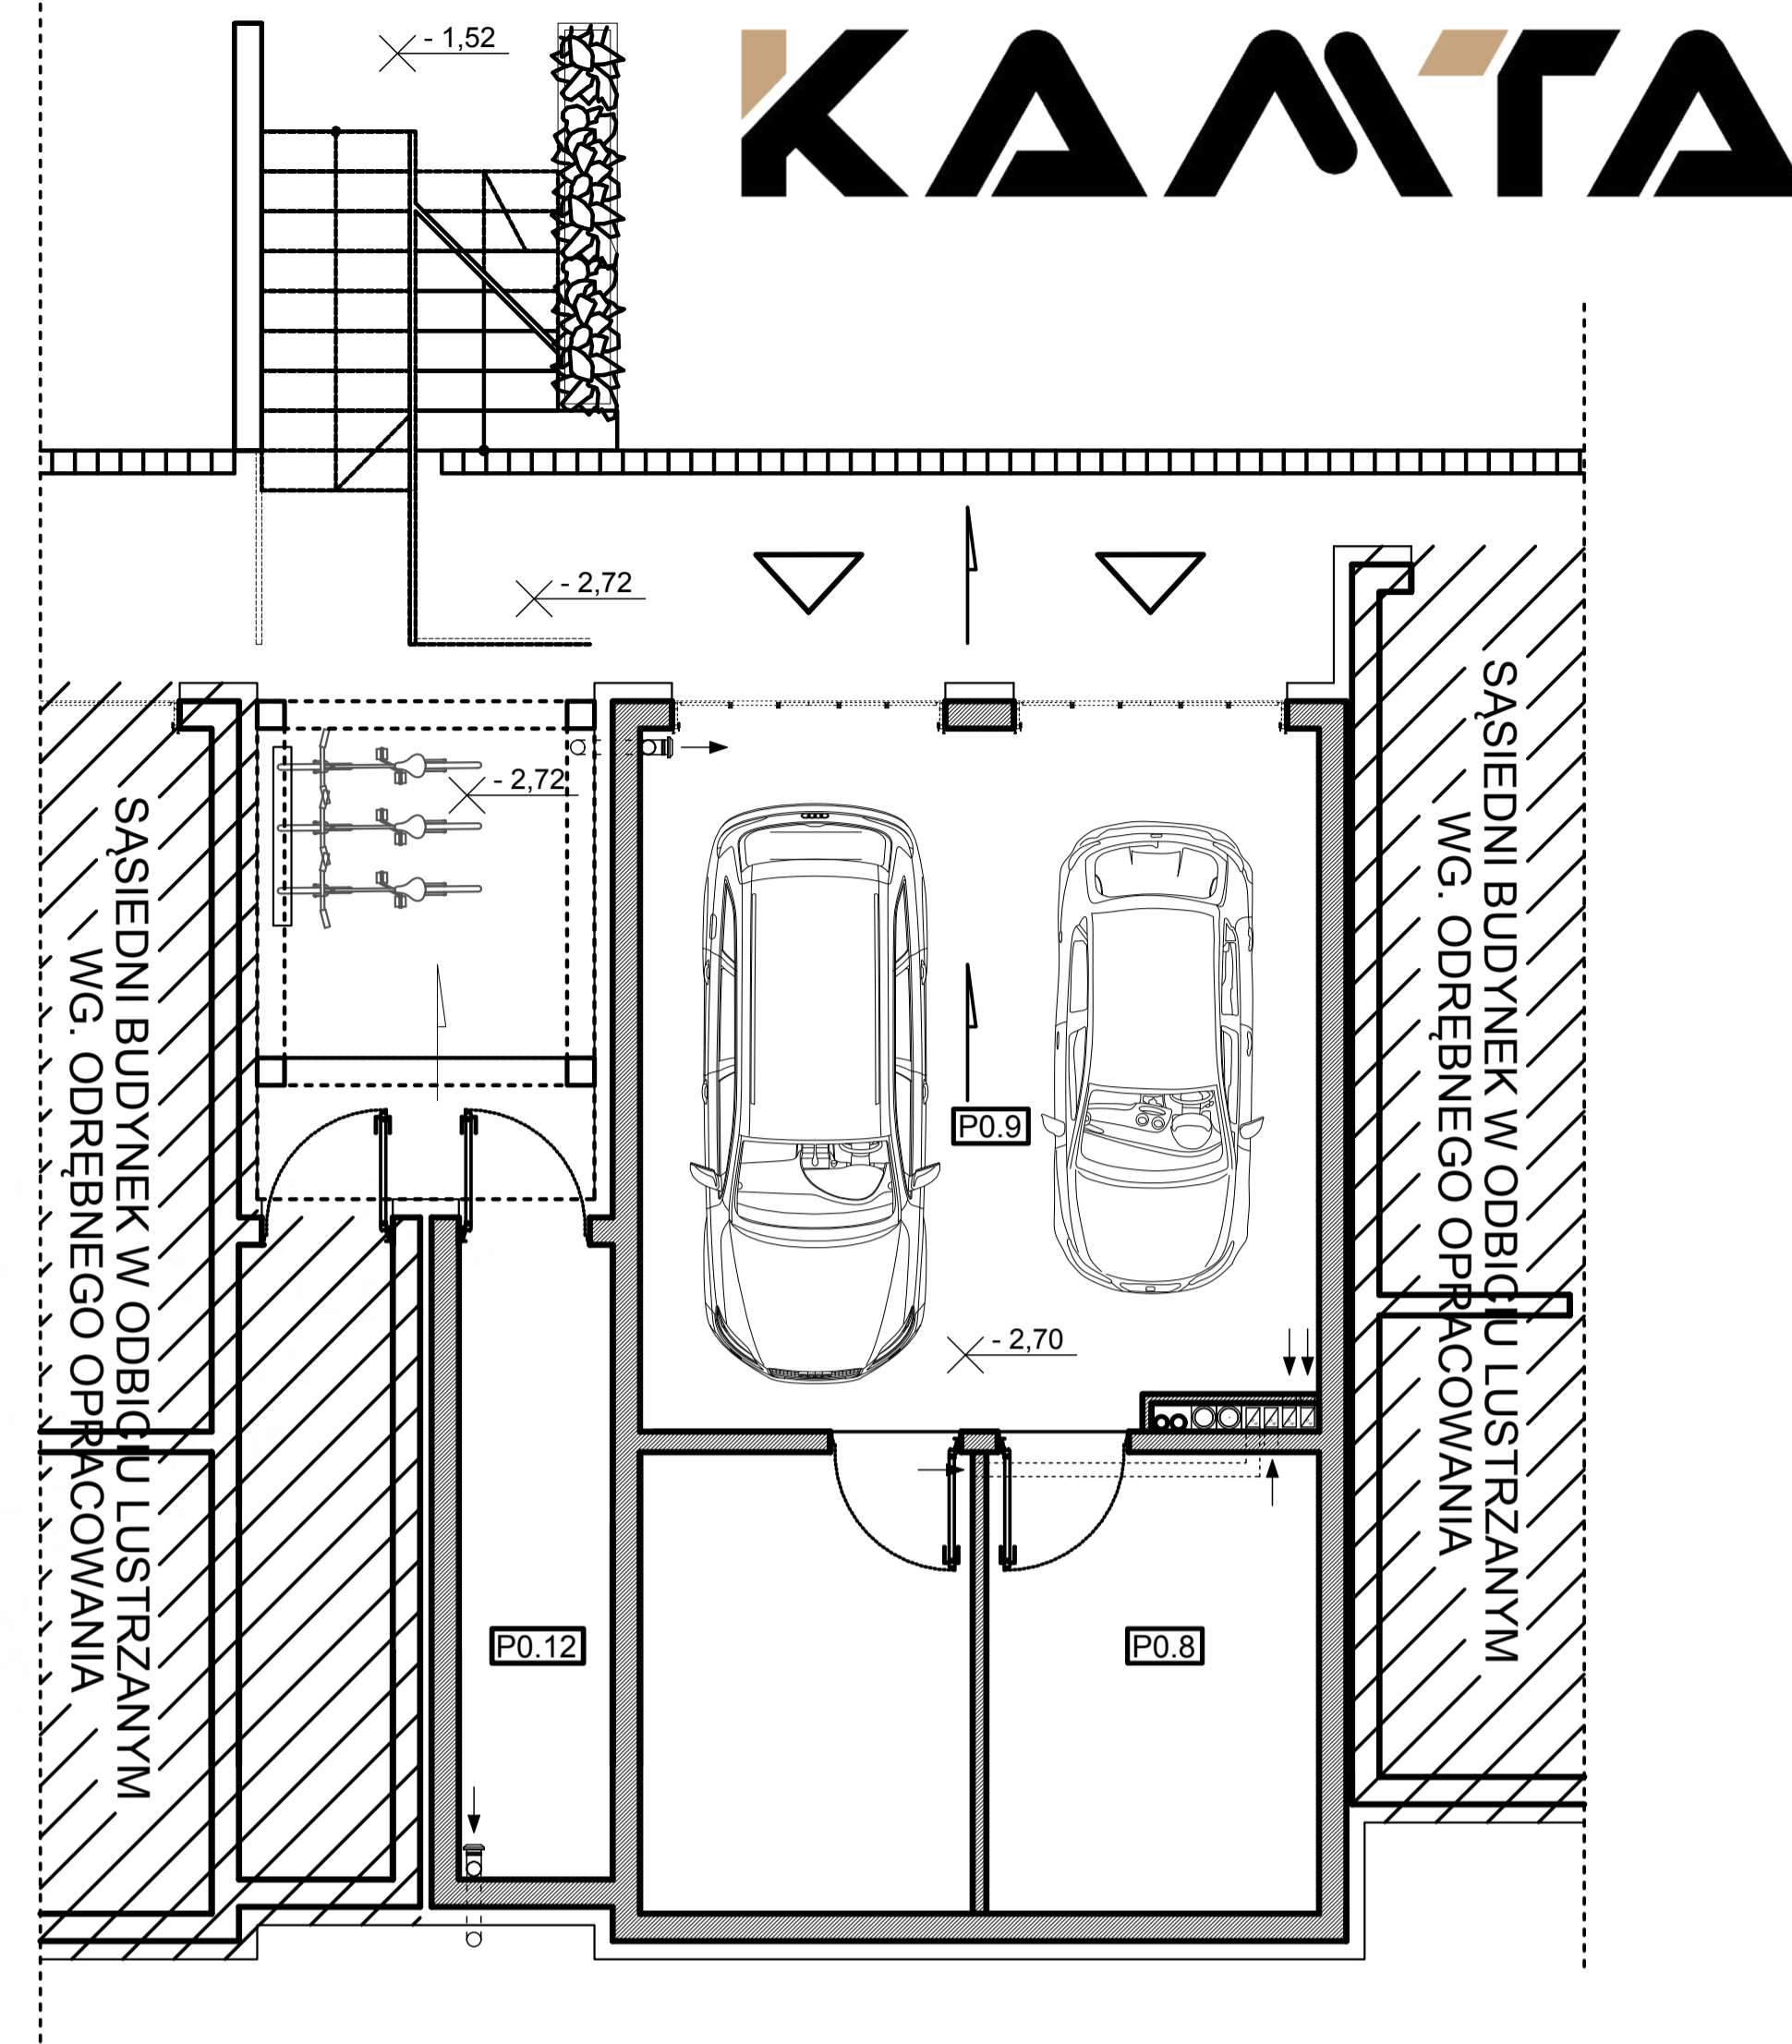 - 1,52
KAMTA
- 2,72
- 2,72
SĄSIEDNI BUDYNEK W ODBICIU LUSTRZANYM
WG. ODRĘBNEGO OPRACOWANIA
SĄSIEDNI BUDYNEK W ODBICIU LUSTRZANYM
WG. ODRĘBNEGO OPRACOWANIA
P0.9
- 2,70
P0.12
P0.8